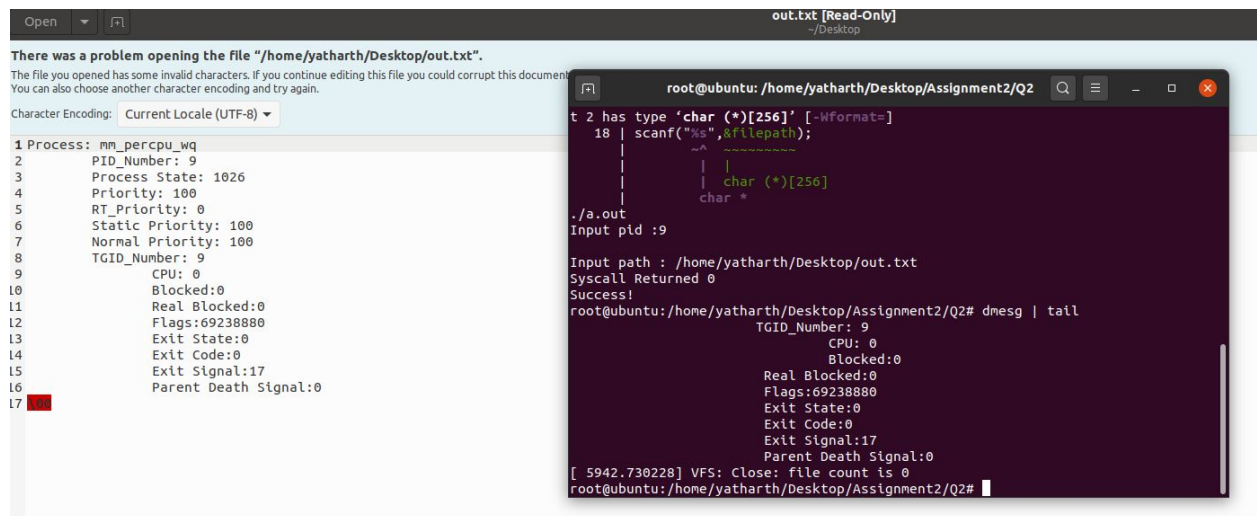 Open
out.txt [Read-Only]
~/Desktop
There was a problem opening the file “/home/yatharth/Desktop/out.txt”.
The file you opened has some invalid characters. If you continue editing this file you could corrupt this document
You can also choose another character encoding and try again.
Character Encoding: Current Locale (UTF-8)
1 Process: mm_percpu_wq
2 PID_Number: 9
3 Process State: 1026
4 Priority: 100
5 RT_Priority: 0
6 Static Priority: 100
7 Normal Priority: 100
8 TGID_Number: 9
9 CPU: 0
10 Blocked:0
11 Real Blocked:0
12 Flags:69238880
13 Exit State:0
14 Exit Code:0
15 Exit Signal:17
16 Parent Death Signal:0
17 \00
root@ubuntu: /home/yatharth/Desktop/Assignment2/Q2
t 2 has type ‘char (*)[256]’ [-Wformat=]
18 | scanf("%s",&filepath);
| ~^ ~~~~~~~~~
| | |
| | char (*)[256]
| char *
./a.out
Input pid :9
Input path : /home/yatharth/Desktop/out.txt
Syscall Returned 0
Success!
root@ubuntu:/home/yatharth/Desktop/Assignment2/Q2# dmesg | tail
TGID_Number: 9
CPU: 0
Blocked:0
Real Blocked:0
Flags:69238880
Exit State:0
Exit Code:0
Exit Signal:17
Parent Death Signal:0
[ 5942.730228] VFS: Close: file count is 0
root@ubuntu:/home/yatharth/Desktop/Assignment2/Q2#